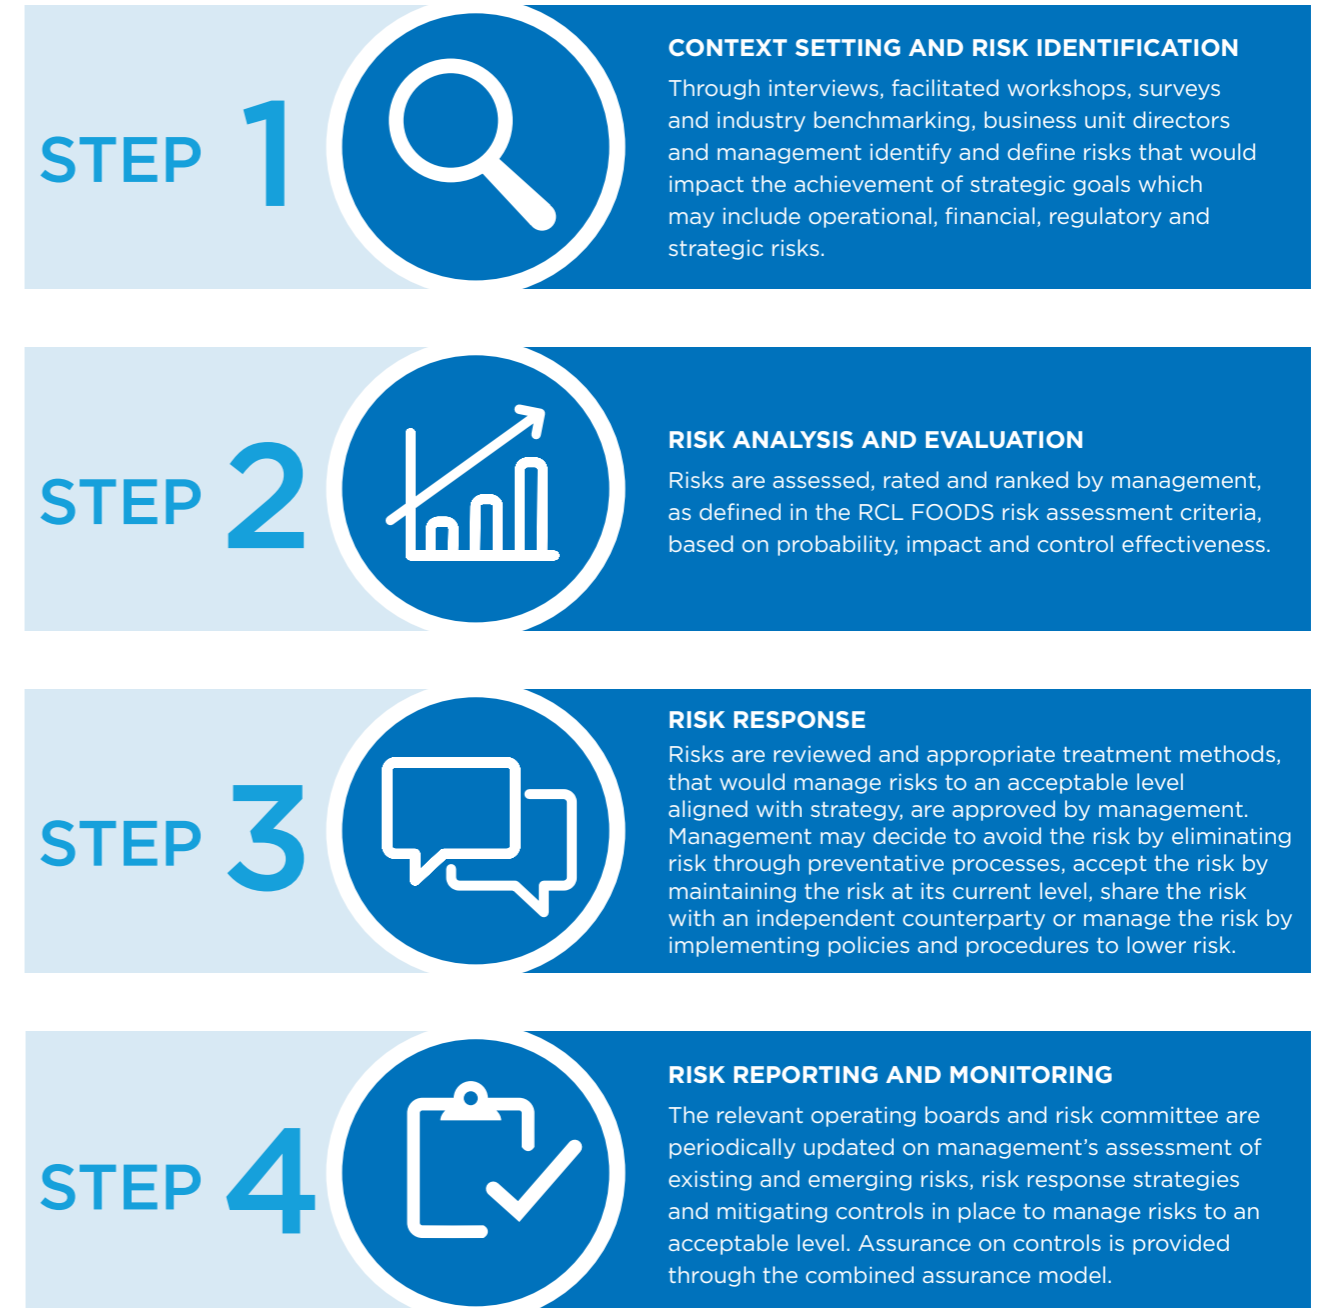 STEP 1
CONTEXT SETTING AND RISK IDENTIFICATION
Through interviews, facilitated workshops, surveys
and industry benchmarking, business unit directors
and management identify and define risks that would
impact the achievement of strategic goals which
may include operational, financial, regulatory and
strategic risks.
STEP 2
RISK ANALYSIS AND EVALUATION
Risks are assessed, rated and ranked by management,
as defined in the RCL FOODS risk assessment criteria,
based on probability, impact and control effectiveness.
STEP 3
RISK RESPONSE
Risks are reviewed and appropriate treatment methods,
that would manage risks to an acceptable level
aligned with strategy, are approved by management.
Management may decide to avoid the risk by eliminating
risk through preventative processes, accept the risk by
maintaining the risk at its current level, share the risk
with an independent counterparty or manage the risk by
implementing policies and procedures to lower risk.
STEP 4
RISK REPORTING AND MONITORING
The relevant operating boards and risk committee are
periodically updated on management’s assessment of
existing and emerging risks, risk response strategies
and mitigating controls in place to manage risks to an
acceptable level. Assurance on controls is provided
through the combined assurance model.